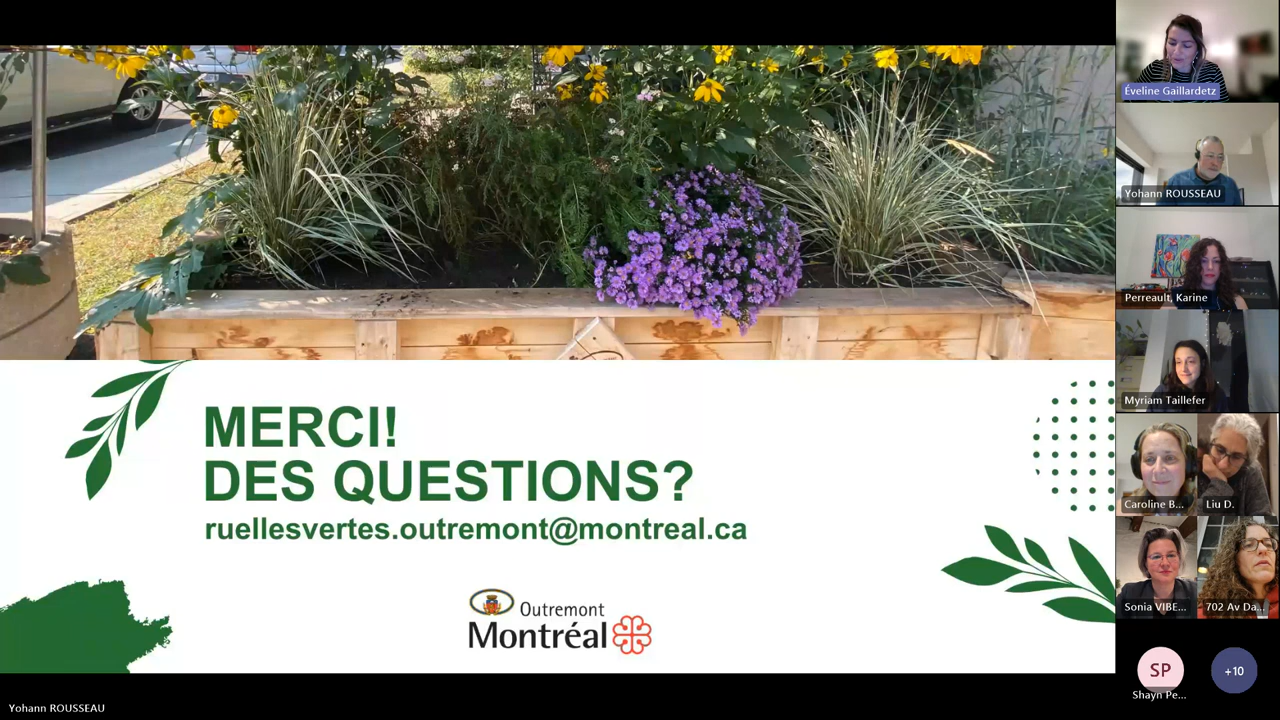 MERCI!
DES QUESTIONS?
ruellesvertes.outremont@montreal.ca
Outremont
Montréal
Yohann ROUSSEAU
Éveline Gaillardetz
Yohann ROUSSEAU
Perreault, Karine
Myriam Taillefer
Caroline B...
Liu D.
Sonia VIBE...
702 Av Da...
SP
Shayn Pe...
+10